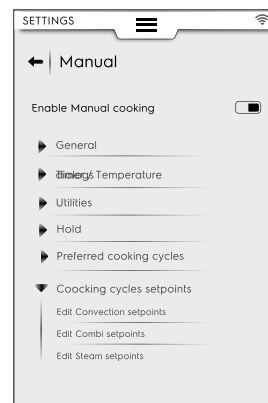 SETTINGS
Manual
Enable Manual cooking
General
Temperature
Utilities
Hold
Preferred cooking cycles
Coocking cycles setpoints
Edit Convection setpoints
Edit Combi setpoints
Edit Steam setpoints